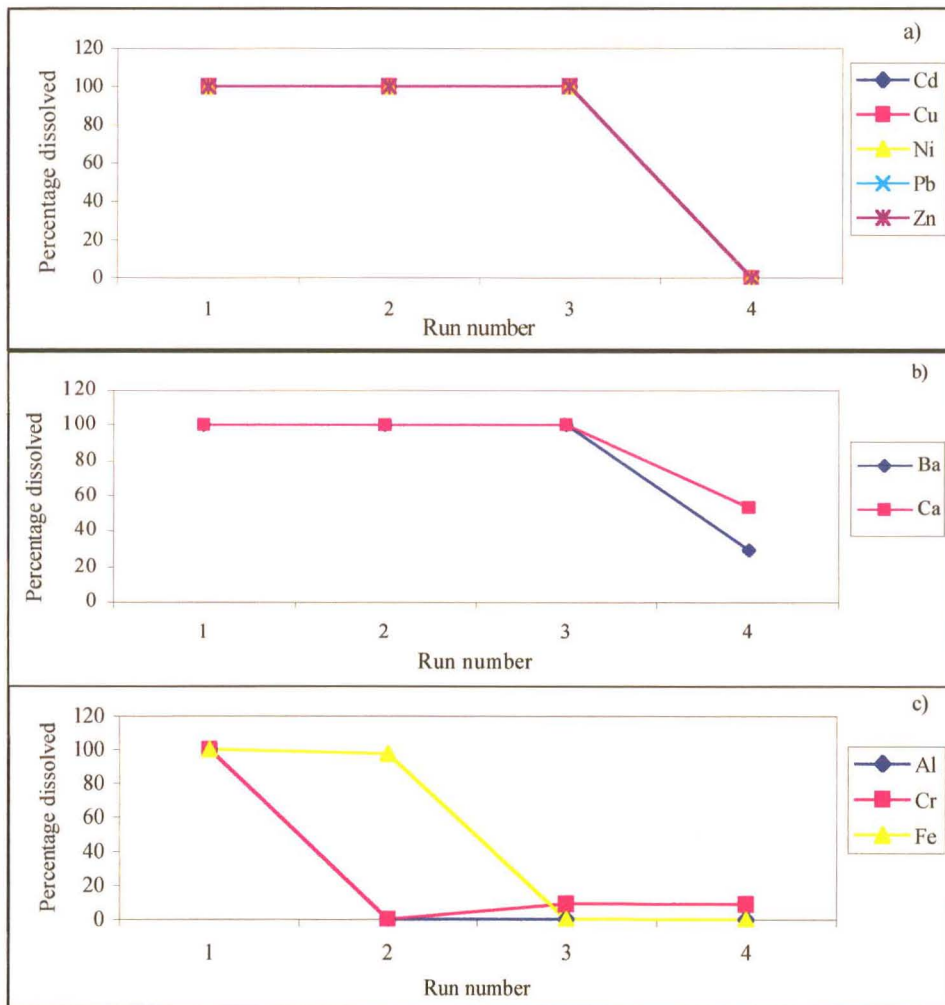 a)
120
100
80
60
40
20
0
Percentage dissolved
1 2 3 4
Run number
Cd
Cu
Ni
Pb
Zn
b)
120
100
80
60
40
20
0
Percentage dissolved
1 2 3 4
Run number
Ba
Ca
c)
120
100
80
60
40
20
0
Percentage dissolved
1 2 3 4
Run number
Al
Cr
Fe